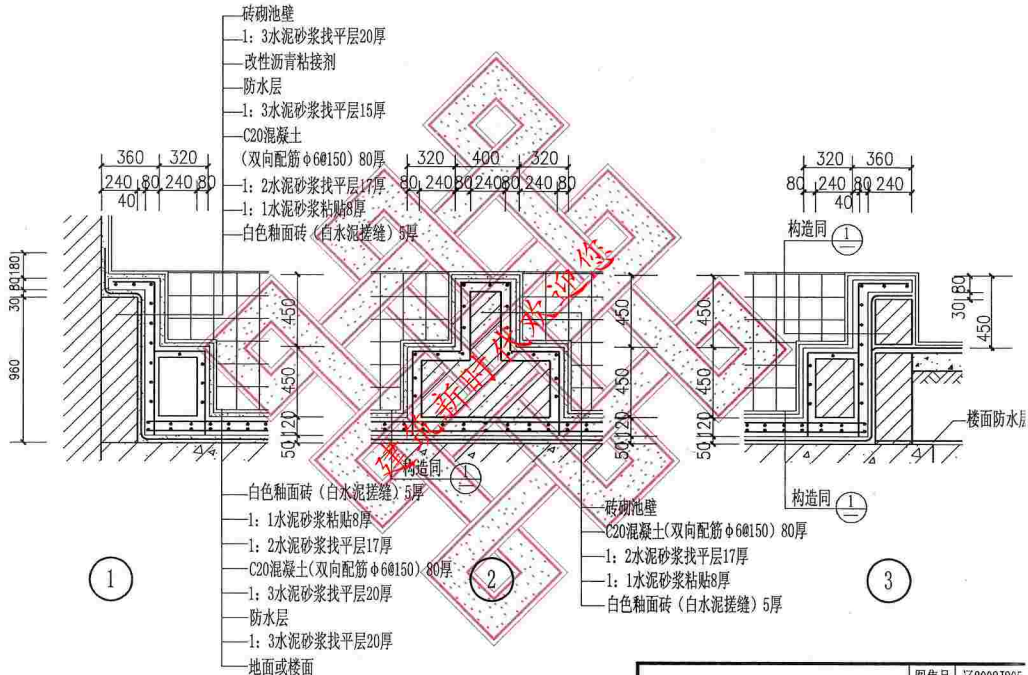 砖砌池壁
1：3水泥砂浆找平层20厚
改性沥青粘接剂
防水层
1：3水泥砂浆找平层15厚
C20混凝土
(双向配筋φ6@150) 80厚
1：2水泥砂浆找平层17厚
1：1水泥砂浆粘贴8厚
白色釉面砖（白水泥搓缝）5厚
360 320
240 80 240 80
40
180
80
30
960
450
450
120
50
320 400 320
80 240 80 240 80 240 80
450
450
120
50
320 360
80 240 80 240
40
构造同 1
80
30
450
450
450
120
50
楼面防水层
构造同 1
构造同 1
建筑新时代欢迎您
白色釉面砖（白水泥搓缝）5厚
1：1水泥砂浆粘贴8厚
1：2水泥砂浆找平层17厚
C20混凝土(双向配筋φ6@150) 80厚
1：3水泥砂浆找平层20厚
防水层
1：3水泥砂浆找平层20厚
地面或楼面
砖砌池壁
C20混凝土(双向配筋φ6@150) 80厚
1：2水泥砂浆找平层17厚
1：1水泥砂浆粘贴8厚
白色釉面砖（白水泥搓缝）5厚
1
2
3